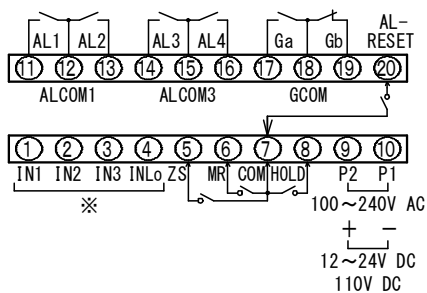 AL1 AL2 AL3 AL4 Ga Gb AL-RESET
11 12 13 14 15 16 17 18 19 20
ALCOM1 ALCOM3 GCOM
1 2 3 4 5 6 7 8 9 10
IN1 IN2 IN3 INLo ZS MR COM HOLD P2 P1
※ 100～240V AC
+ −
12～24V DC
110V DC